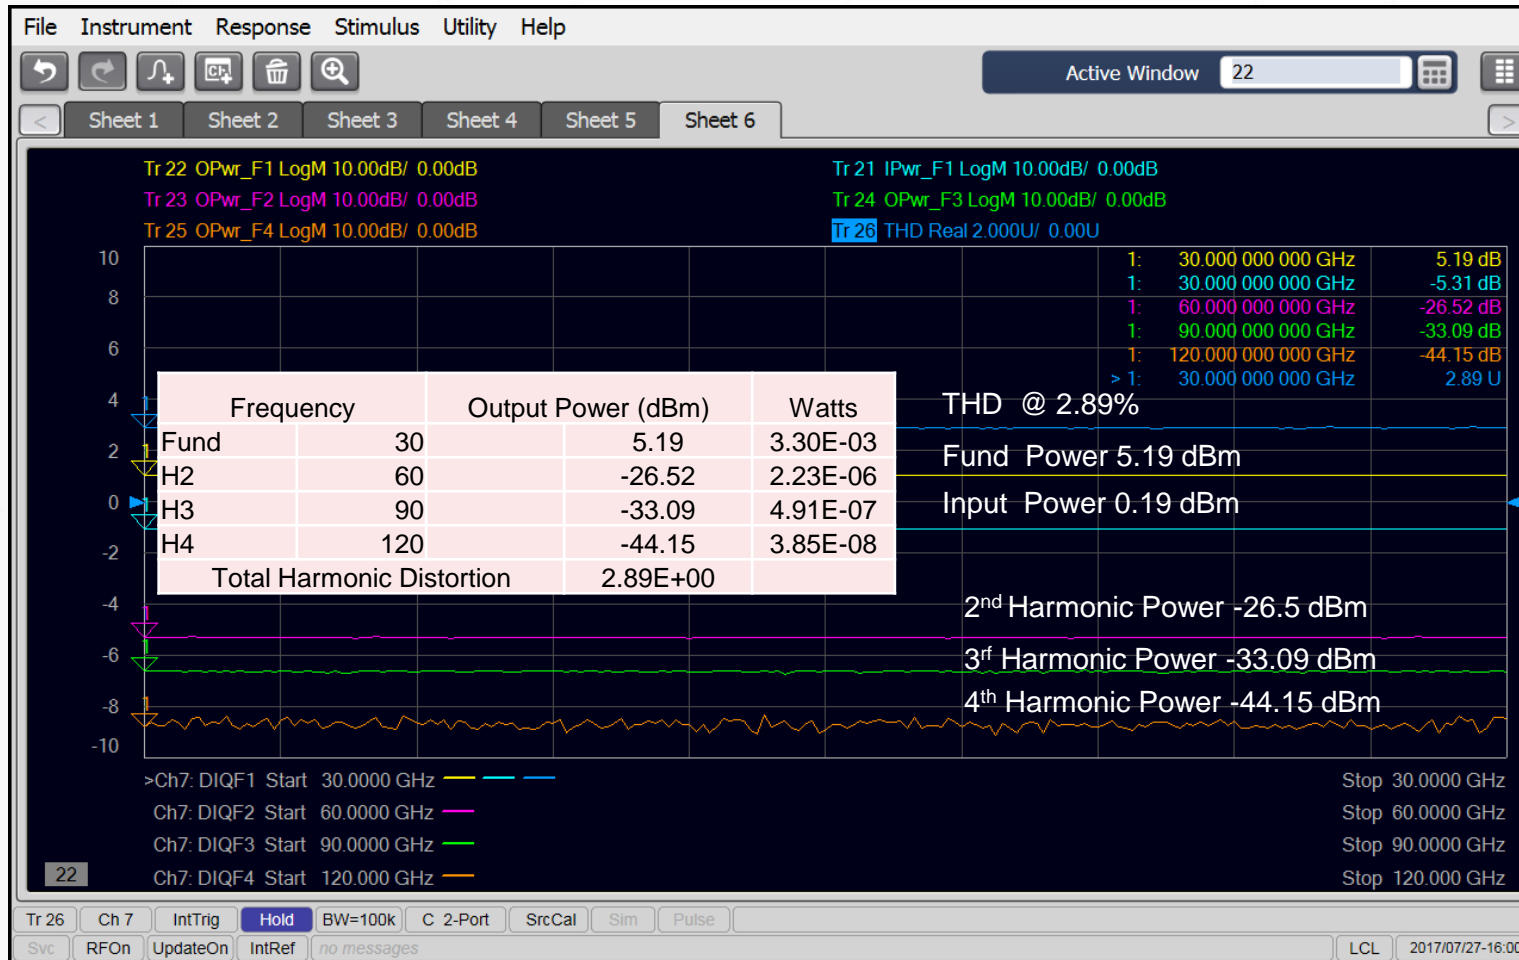 File Instrument Response Stimulus Utility Help
Active Window 22
< Sheet 1 Sheet 2 Sheet 3 Sheet 4 Sheet 5 Sheet 6 >
Tr 22 OPwr_F1 LogM 10.00dB/ 0.00dB Tr 21 IPwr_F1 LogM 10.00dB/ 0.00dB
Tr 23 OPwr_F2 LogM 10.00dB/ 0.00dB Tr 24 OPwr_F3 LogM 10.00dB/ 0.00dB
Tr 25 OPwr_F4 LogM 10.00dB/ 0.00dB Tr 26 THD Real 2.000U/ 0.00U
10
8
6
4
2
0
-2
-4
-6
-8
-10
1: 30.000 000 000 GHz 5.19 dB
1: 30.000 000 000 GHz -5.31 dB
1: 60.000 000 000 GHz -26.52 dB
1: 90.000 000 000 GHz -33.09 dB
1: 120.000 000 000 GHz -44.15 dB
> 1: 30.000 000 000 GHz 2.89 U
1
1
1
1
1
1
Frequency Output Power (dBm) Watts
Fund 30 5.19 3.30E-03
H2 60 -26.52 2.23E-06
H3 90 -33.09 4.91E-07
H4 120 -44.15 3.85E-08
Total Harmonic Distortion 2.89E+00
THD @ 2.89%
Fund Power 5.19 dBm
Input Power 0.19 dBm
2nd Harmonic Power -26.5 dBm
3rf Harmonic Power -33.09 dBm
4th Harmonic Power -44.15 dBm
>Ch7: DIQF1 Start 30.0000 GHz Stop 30.0000 GHz
Ch7: DIQF2 Start 60.0000 GHz Stop 60.0000 GHz
Ch7: DIQF3 Start 90.0000 GHz Stop 90.0000 GHz
22 Ch7: DIQF4 Start 120.000 GHz Stop 120.000 GHz
Tr 26 Ch 7 IntTrig Hold BW=100k C 2-Port SrcCal Sim Pulse
Svc RFOn UpdateOn IntRef no messages LCL 2017/07/27-16:00